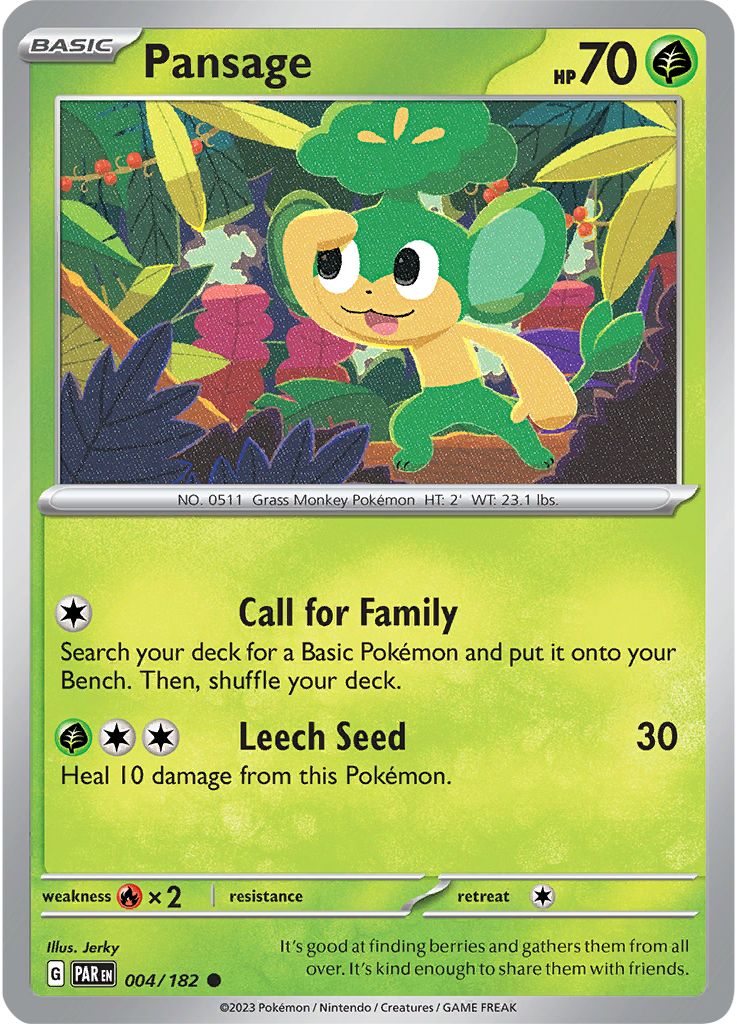 BASIC
Pansage
HP 70
NO. 0511 Grass Monkey Pokémon HT: 2' WT: 23.1 lbs.
Call for Family
Search your deck for a Basic Pokémon and put it onto your
Bench. Then, shuffle your deck.
Leech Seed 30
Heal 10 damage from this Pokémon.
weakness ×2 resistance retreat
Illus. Jerky
It's good at finding berries and gathers them from all
over. It's kind enough to share them with friends.
G PAR EN 004/182
©2023 Pokémon / Nintendo / Creatures / GAME FREAK